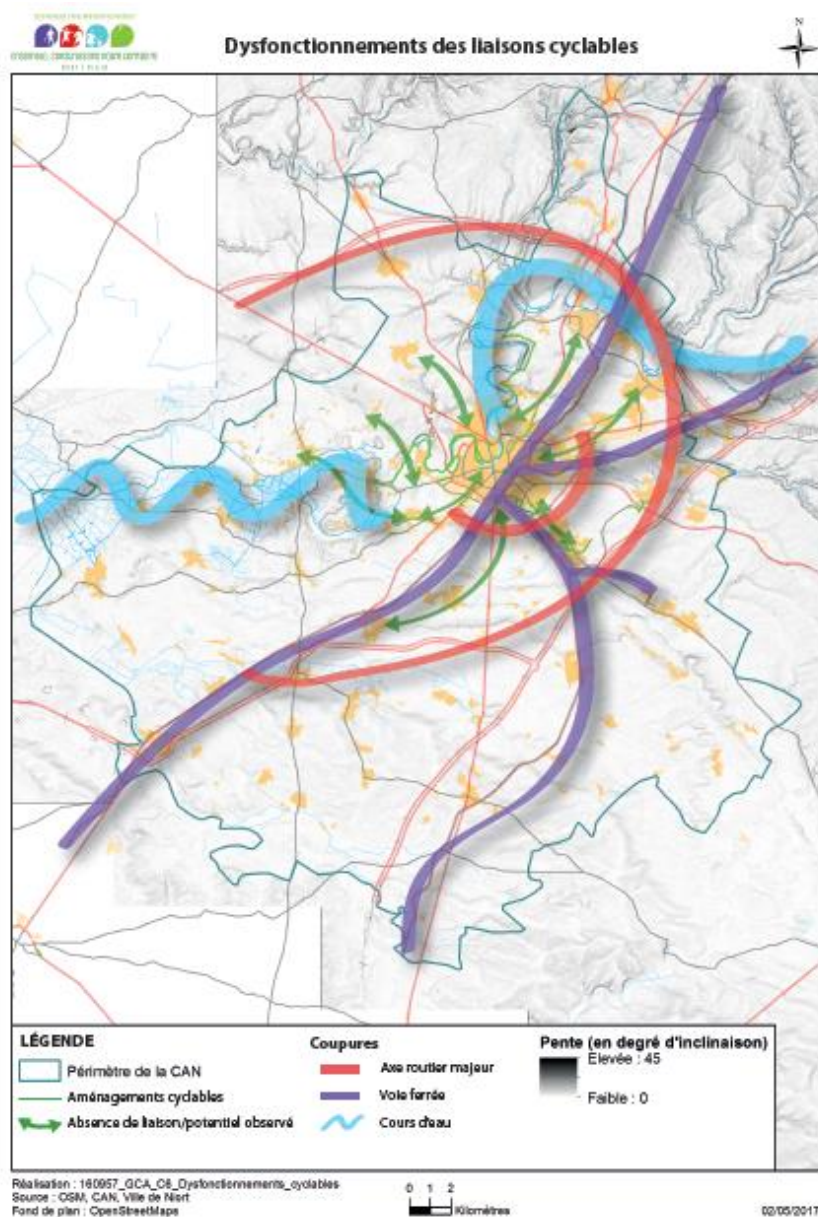 Dysfonctionnements des liaisons cyclables
N
LÉGENDE
Périmètre de la CAN
Aménagements cyclables
Absence de liaison/potentiel observé
Coupures
Axe routier majeur
Voie ferrée
Cours d'eau
Pente (en degré d'inclinaison)
Elevée : 45
Faible : 0
Réalisation : 160957_GCA_C6_Dysfonctionnements_cyclables
Source : OSM, CAN, Ville de Niort
Fond de plan : OpenStreetMaps
0 1 2
Kilomètres
02/05/2017